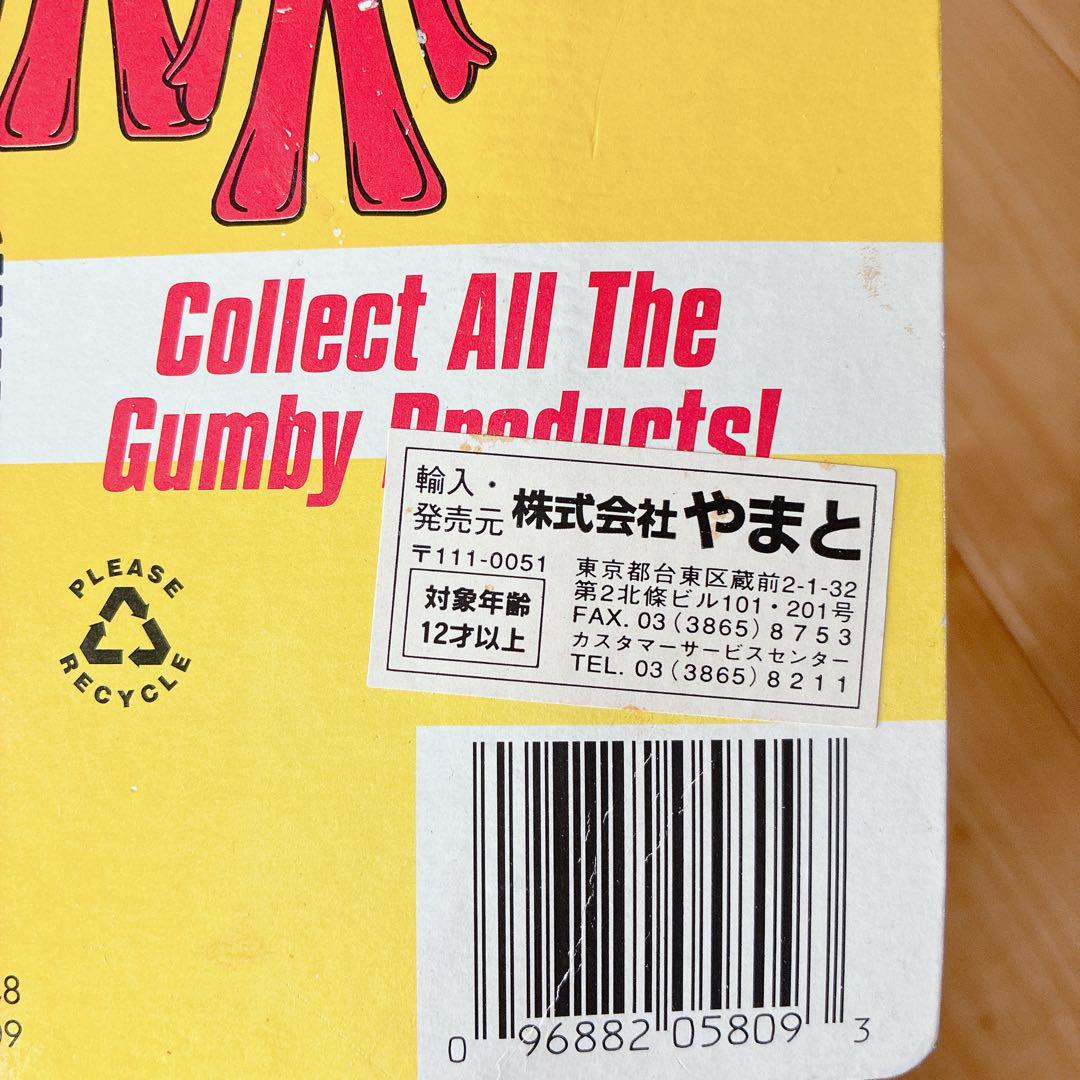 Collect All The
Gumby Products!
輸入・
発売元 株式会社やまと
〒111-0051
対象年齢
12才以上
東京都台東区蔵前2-1-32
第2北條ビル101・201号
FAX. 03(3865)8753
カスタマーサービスセンター
TEL. 03(3865)8211
PLEASE
RECYCLE
8
09
0 96882 05809 3